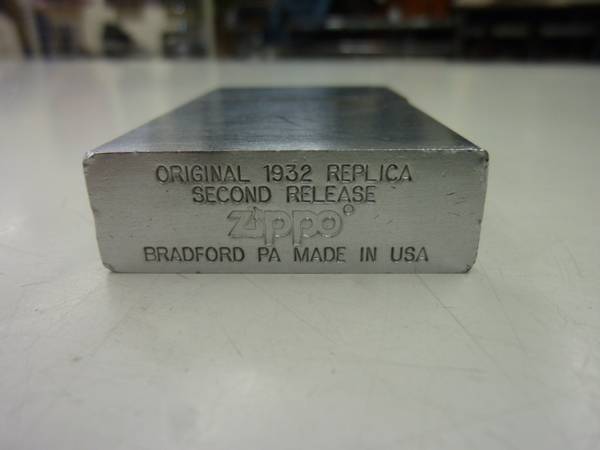 ORIGINAL 1932 REPLICA
SECOND RELEASE
Zippo®
BRADFORD PA MADE IN USA